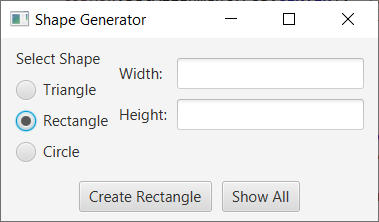 Shape Generator
Select Shape
Triangle
Rectangle
Circle
Width:
Height:
Create Rectangle
Show All